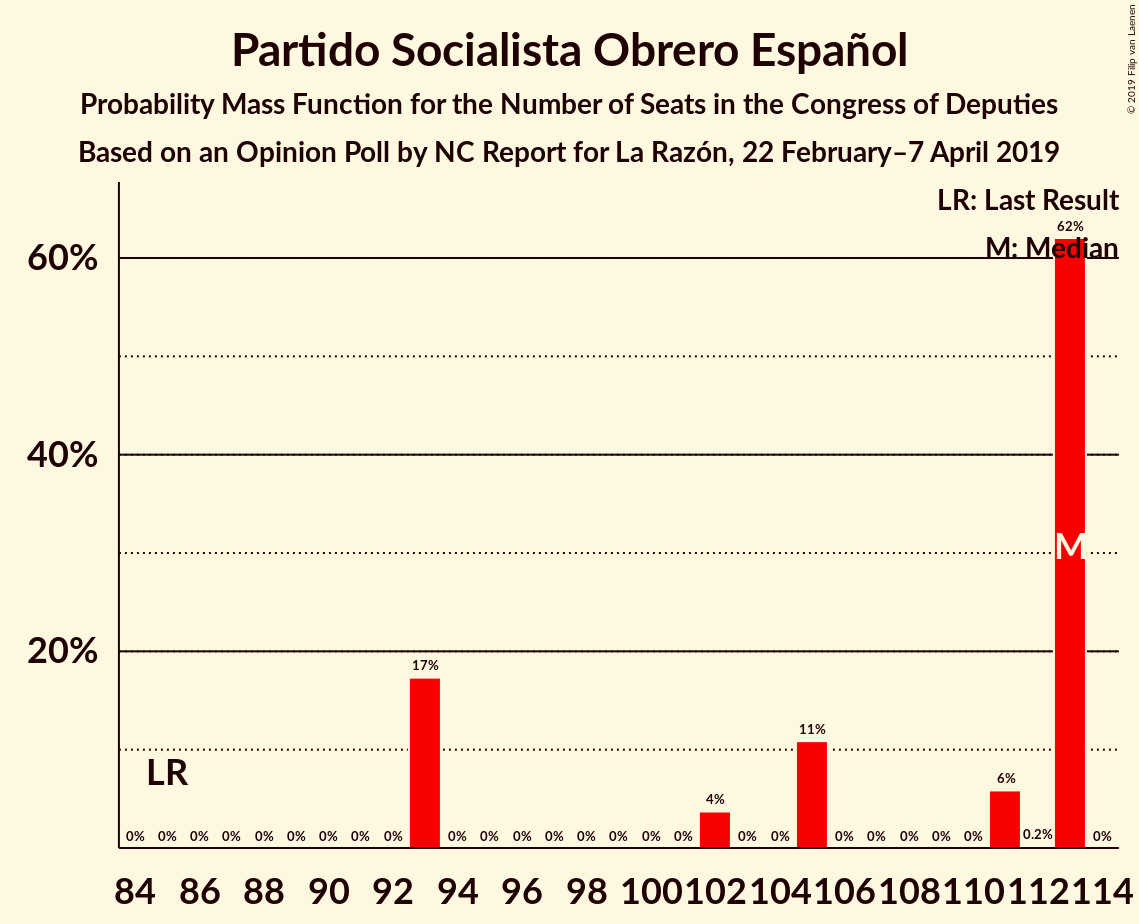 Partido Socialista Obrero Español
Probability Mass Function for the Number of Seats in the Congress of Deputies
Based on an Opinion Poll by NC Report for La Razón, 22 February–7 April 2019
© 2019 Filip van Laenen
LR: Last Result
M: Median
60%
40%
20%
62%
M
17%
11%
LR
6%
4%
0% 0% 0% 0% 0% 0% 0% 0% 0% 0% 0% 0% 0% 0% 0% 0% 0% 0% 0% 0% 0% 0% 0% 0.2% 0%
84 86 88 90 92 94 96 98 100 102 104 106 108 110 112 114